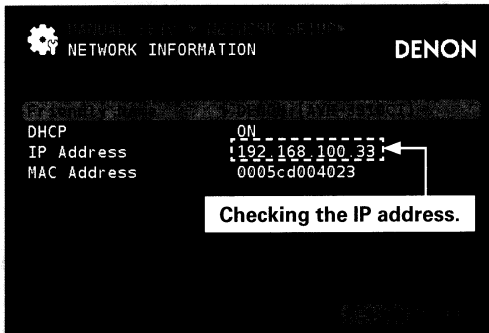 NETWORK INFORMATION
DENON
DHCP ON
IP Address 192.168.100.33
MAC Address 0005cd004023
Checking the IP address.